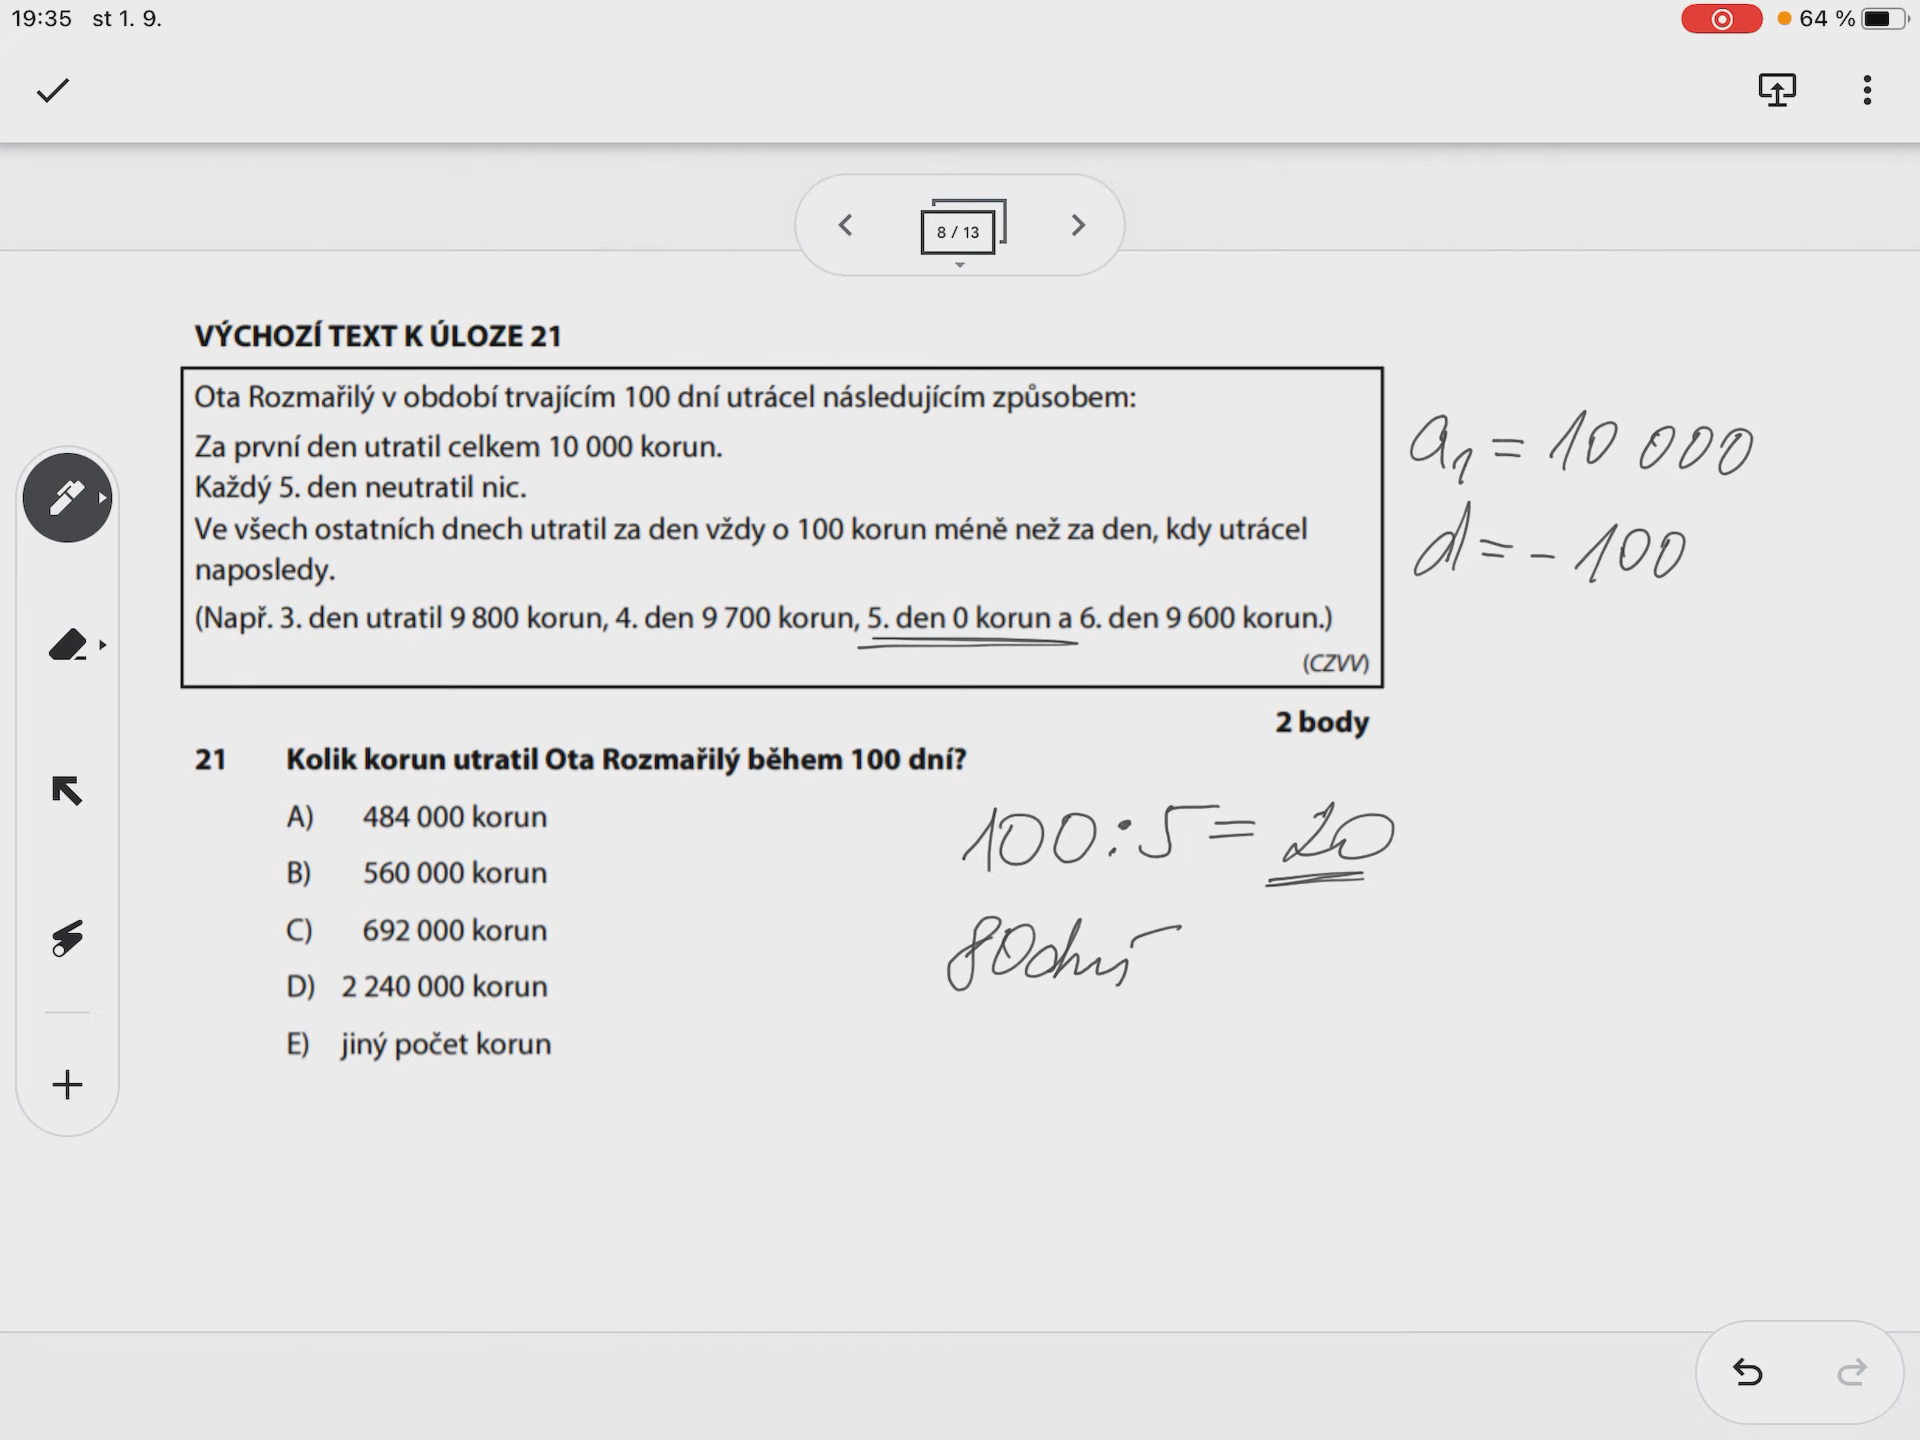 19:35 st 1. 9.
64 %
8 / 13
VÝCHOZÍ TEXT K ÚLOZE 21
Ota Rozmařilý v období trvajícím 100 dní utrácel následujícím způsobem:
Za první den utratil celkem 10 000 korun.
Každý 5. den neutratil nic.
Ve všech ostatních dnech utratil za den vždy o 100 korun méně než za den, kdy utrácel
naposledy.
(Např. 3. den utratil 9 800 korun, 4. den 9 700 korun, 5. den 0 korun a 6. den 9 600 korun.)
(CZVV)
a₁ = 10 000
d = - 100
2 body
21 Kolik korun utratil Ota Rozmařilý během 100 dní?
A) 484 000 korun
B) 560 000 korun
C) 692 000 korun
D) 2 240 000 korun
E) jiný počet korun
100 : 5 = 20
80 dní